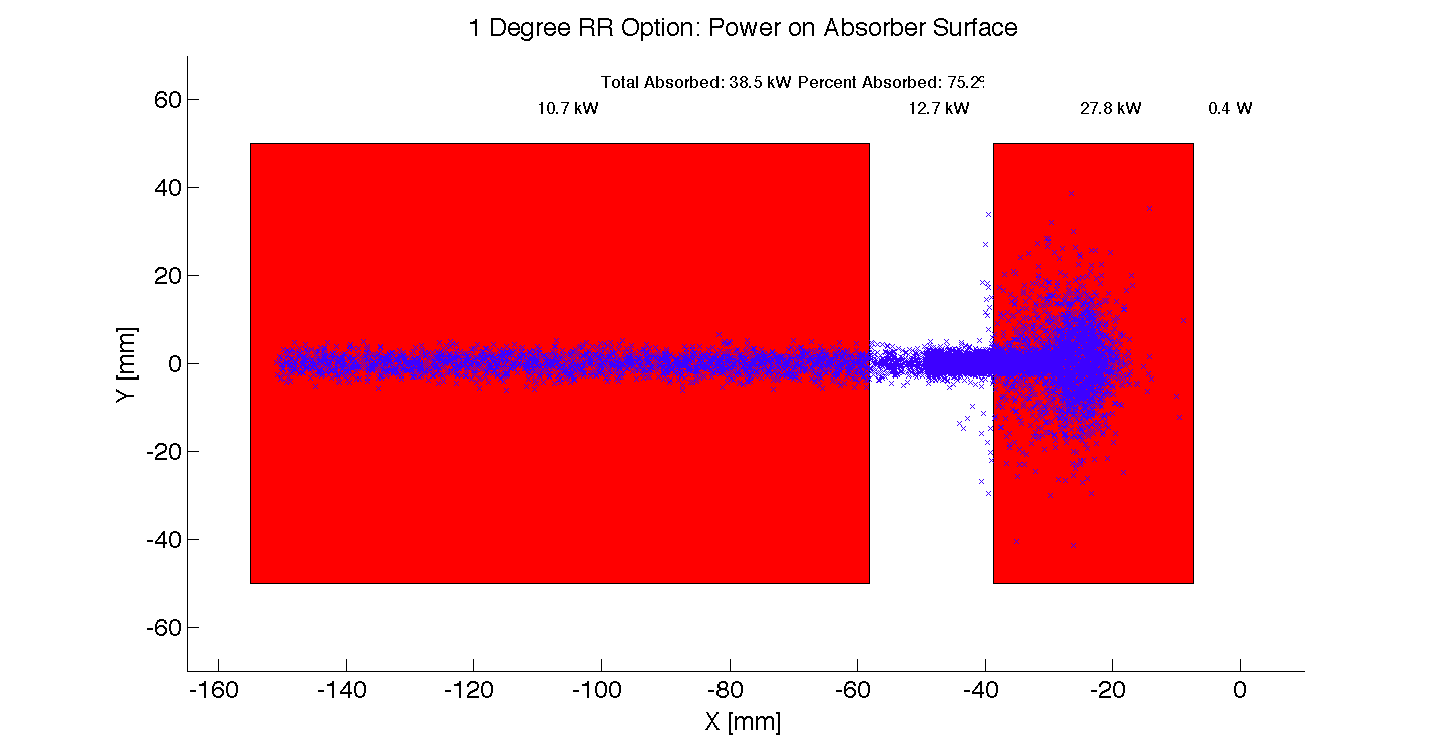 1 Degree RR Option: Power on Absorber Surface
Total Absorbed: 38.5 kW Percent Absorbed: 75.2
10.7 kW 12.7 kW 27.8 kW 0.4 W
60
40
20
0
-20
-40
-60
Y [mm]
-160 -140 -120 -100 -80 -60 -40 -20 0
X [mm]